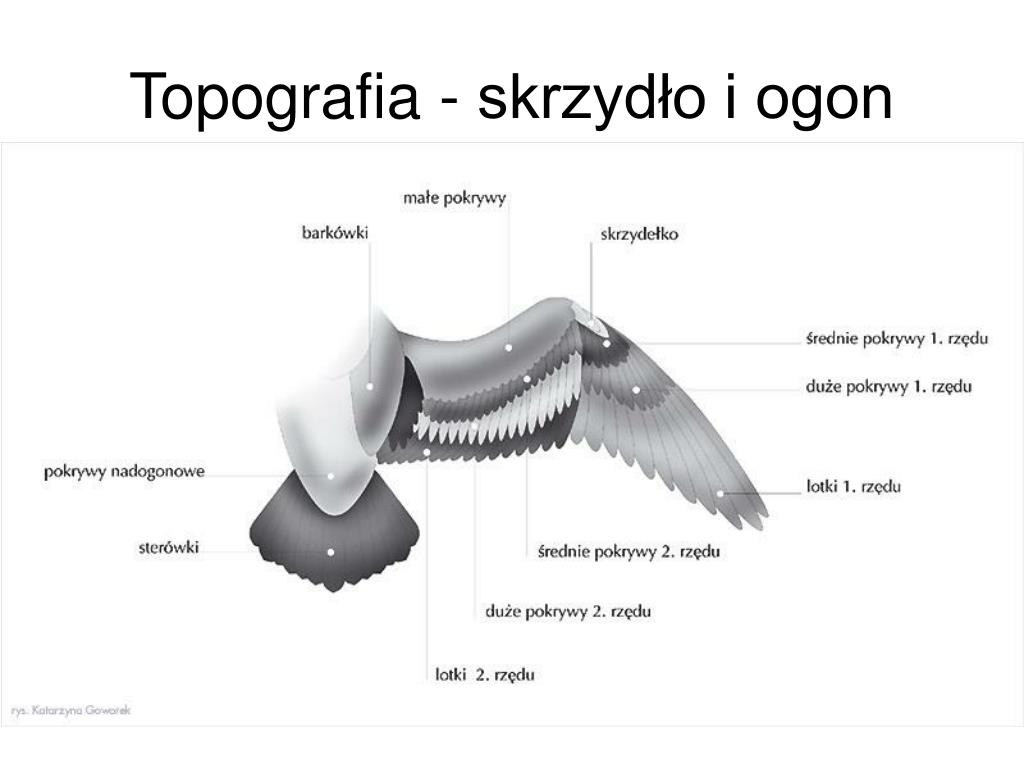 Topografia - skrzydło i ogon
małe pokrywy
barkówki
skrzydełko
średnie pokrywy 1. rzędu
duże pokrywy 1. rzędu
pokrywy nadogonowe
lotki 1. rzędu
sterówki
średnie pokrywy 2. rzędu
duże pokrywy 2. rzędu
lotki 2. rzędu
rys. Katarzyna Goworek